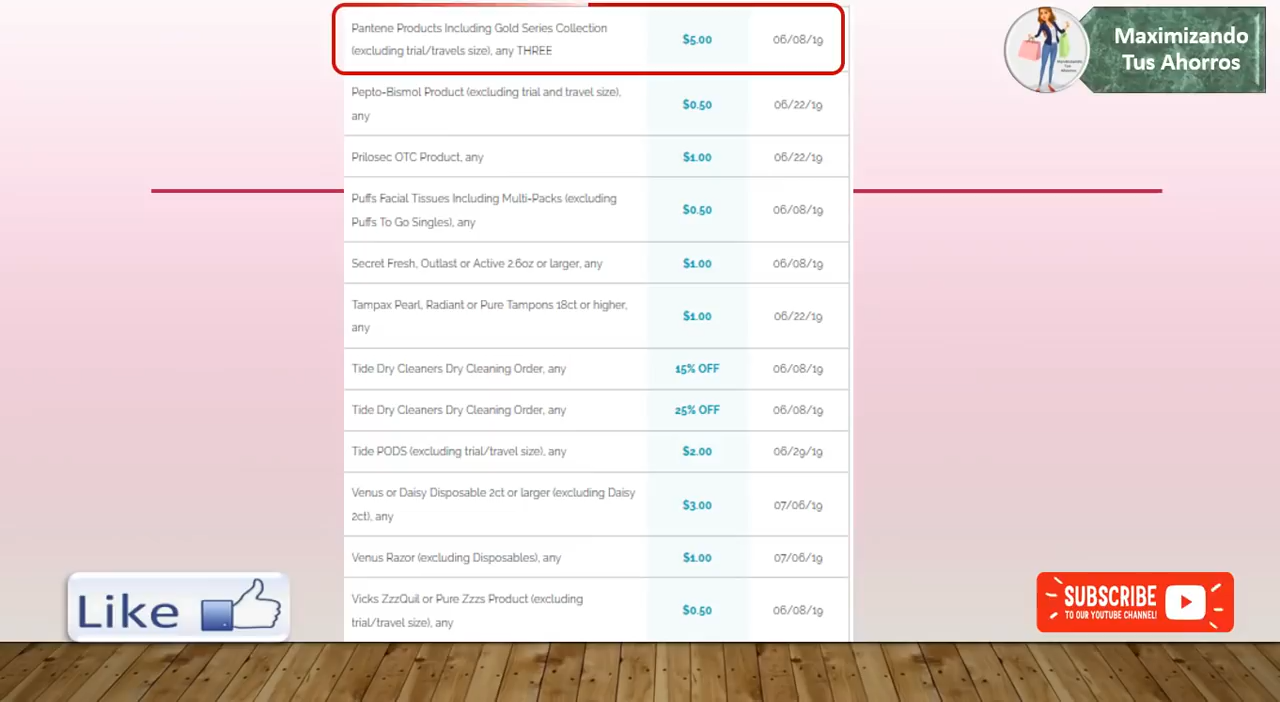 Pantene Products Including Gold Series Collection
(excluding trial/travels size), any THREE
$5.00
06/08/19
Pepto-Bismol Product (excluding trial and travel size),
any
$0.50
06/22/19
Prilosec OTC Product, any
$1.00
06/22/19
Puffs Facial Tissues Including Multi-Packs (excluding
Puffs To Go Singles), any
$0.50
06/08/19
Secret Fresh, Outlast or Active 2.6oz or larger, any
$1.00
06/08/19
Tampax Pearl, Radiant or Pure Tampons 18ct or higher,
any
$1.00
06/22/19
Tide Dry Cleaners Dry Cleaning Order, any
15% OFF
06/08/19
Tide Dry Cleaners Dry Cleaning Order, any
25% OFF
06/08/19
Tide PODS (excluding trial/travel size), any
$2.00
06/29/19
Venus or Daisy Disposable 2ct or larger (excluding Daisy
2ct), any
$3.00
07/06/19
Venus Razor (excluding Disposables), any
$1.00
07/06/19
Vicks ZzzQuil or Pure Zzzs Product (excluding
trial/travel size), any
$0.50
06/08/19
Maximizando
Tus Ahorros
Maximizando
Tus
Ahorros
Like
SUBSCRIBE
TO OUR YOUTUBE CHANNEL!